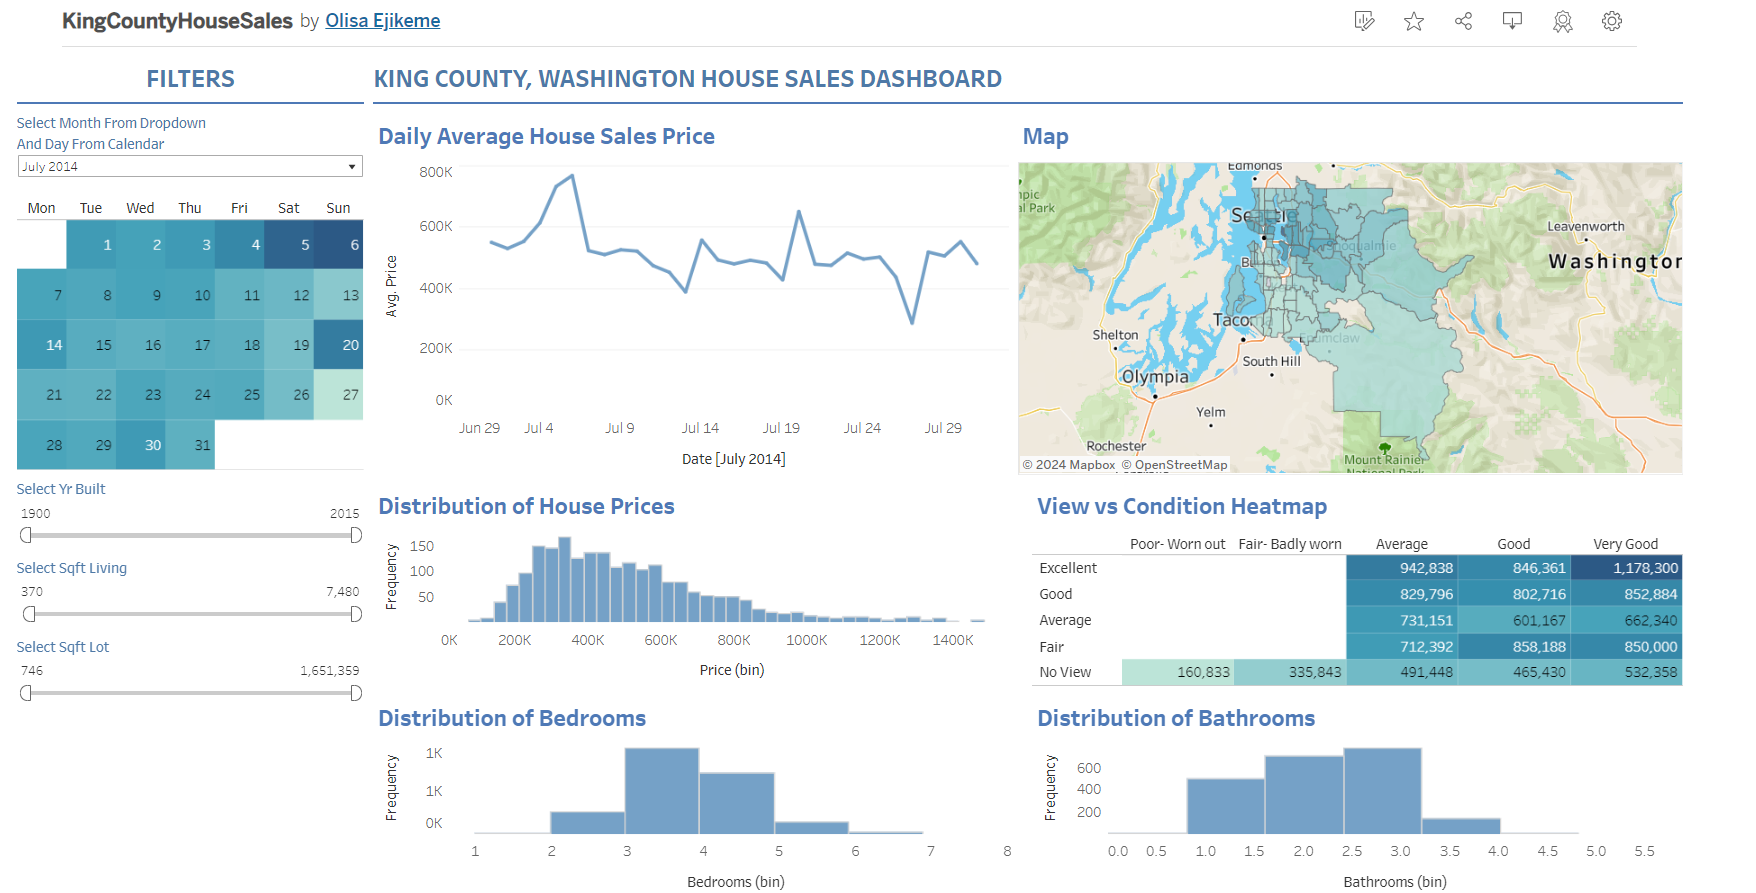 KingCountyHouseSales by Olisa Ejikeme
FILTERS
KING COUNTY, WASHINGTON HOUSE SALES DASHBOARD
Select Month From Dropdown
And Day From Calendar
July 2014
Mon Tue Wed Thu Fri Sat Sun
1 2 3 4 5 6
7 8 9 10 11 12 13
14 15 16 17 18 19 20
21 22 23 24 25 26 27
28 29 30 31
Select Yr Built
1900 2015
Select Sqft Living
370 7,480
Select Sqft Lot
746 1,651,359
Daily Average House Sales Price
Avg. Price
800K
600K
400K
200K
0K
Jun 29 Jul 4 Jul 9 Jul 14 Jul 19 Jul 24 Jul 29
Date [July 2014]
Map
Edmonds
al Park
Seattle
Leavenworth
Washington
Tacoma
Shelton
South Hill
Olympia
Yelm
Rochester
Mount Rainier
National Park
© 2024 Mapbox © OpenStreetMap
Distribution of House Prices
Frequency
150
100
50
0K 200K 400K 600K 800K 1000K 1200K 1400K
Price (bin)
View vs Condition Heatmap
Poor- Worn out Fair- Badly worn Average Good Very Good
Excellent 942,838 846,361 1,178,300
Good 829,796 802,716 852,884
Average 731,151 601,167 662,340
Fair 712,392 858,188 850,000
No View 160,833 335,843 491,448 465,430 532,358
Distribution of Bedrooms
Frequency
1K
1K
0K
1 2 3 4 5 6 7 8
Bedrooms (bin)
Distribution of Bathrooms
Frequency
600
400
200
0.0 0.5 1.0 1.5 2.0 2.5 3.0 3.5 4.0 4.5 5.0 5.5
Bathrooms (bin)